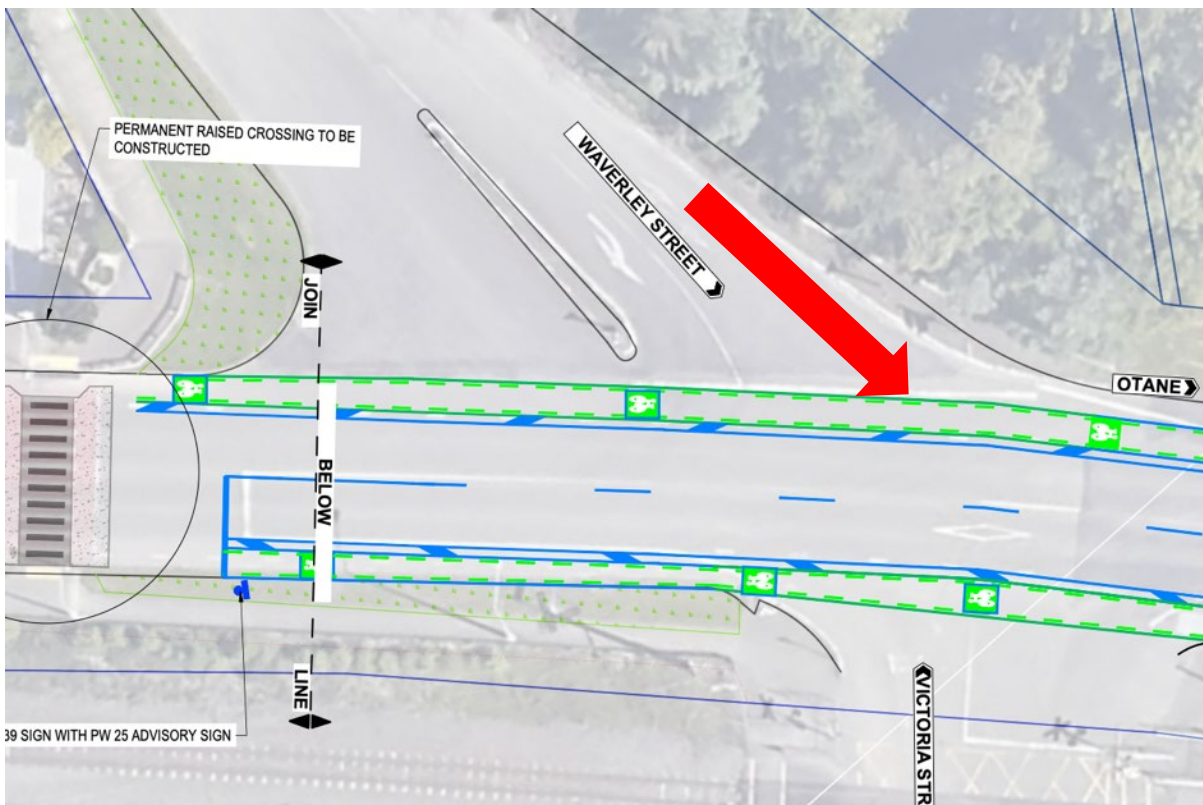 PERMANENT RAISED CROSSING TO BE
CONSTRUCTED
WAVERLEY STREET
JOIN
OTANE
BELOW
LINE
VICTORIA STR
39 SIGN WITH PW 25 ADVISORY SIGN